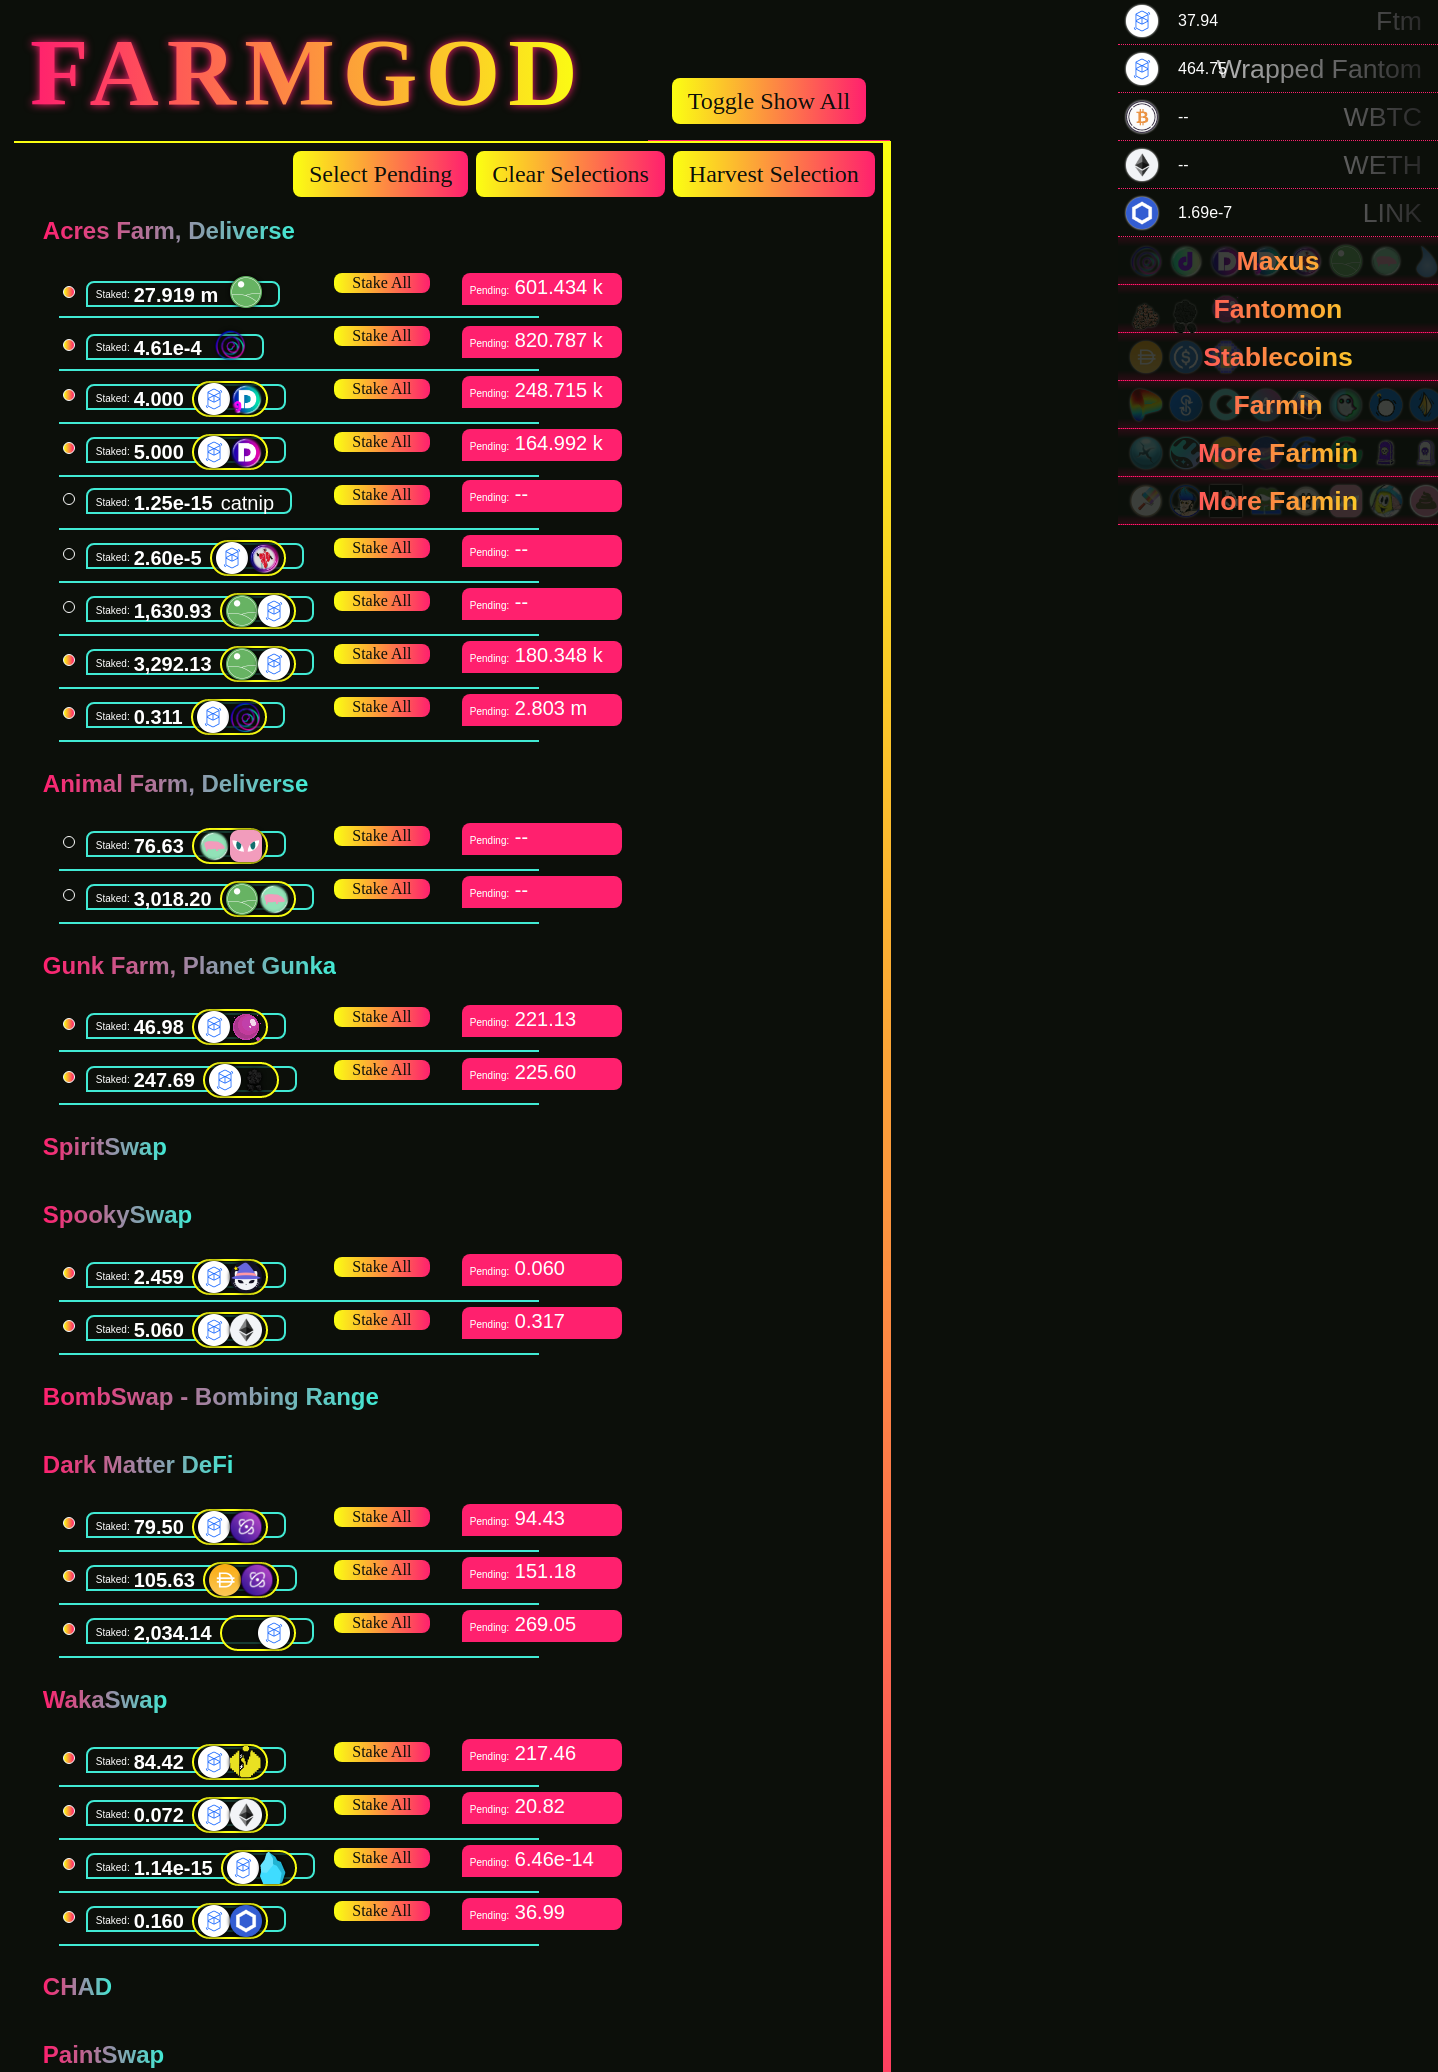 FARMGOD
Toggle Show All
Select Pending Clear Selections Harvest Selection
Acres Farm, Deliverse
Staked: 27.919 m Stake All Pending: 601.434 k
Staked: 4.61e-4 Stake All Pending: 820.787 k
Staked: 4.000 Stake All Pending: 248.715 k
Staked: 5.000 Stake All Pending: 164.992 k
Staked: 1.25e-15 catnip Stake All Pending: --
Staked: 2.60e-5 Stake All Pending: --
Staked: 1,630.93 Stake All Pending: --
Staked: 3,292.13 Stake All Pending: 180.348 k
Staked: 0.311 Stake All Pending: 2.803 m
Animal Farm, Deliverse
Staked: 76.63 Stake All Pending: --
Staked: 3,018.20 Stake All Pending: --
Gunk Farm, Planet Gunka
Staked: 46.98 Stake All Pending: 221.13
Staked: 247.69 Stake All Pending: 225.60
SpiritSwap
SpookySwap
Staked: 2.459 Stake All Pending: 0.060
Staked: 5.060 Stake All Pending: 0.317
BombSwap - Bombing Range
Dark Matter DeFi
Staked: 79.50 Stake All Pending: 94.43
Staked: 105.63 Stake All Pending: 151.18
Staked: 2,034.14 Stake All Pending: 269.05
WakaSwap
Staked: 84.42 Stake All Pending: 217.46
Staked: 0.072 Stake All Pending: 20.82
Staked: 1.14e-15 Stake All Pending: 6.46e-14
Staked: 0.160 Stake All Pending: 36.99
CHAD
PaintSwap
37.94 Ftm
464.75 Wrapped Fantom
-- WBTC
-- WETH
1.69e-7 LINK
Maxus
Fantomon
Stablecoins
Farmin
More Farmin
More Farmin